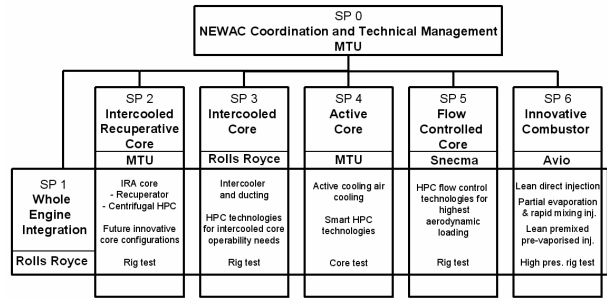 SP 0
NEWAC Coordination and Technical Management
MTU
SP 2
Intercooled
Recuperative
Core
MTU
IRA core
- Recuperator
- Centrifugal HPC
Future innovative
core configurations
Rig test
SP 3
Intercooled
Core
Rolls Royce
Intercooler
and ducting
HPC technologies
for intercooled core
operability needs
Rig test
SP 4
Active
Core
MTU
Active cooling air
cooling
Smart HPC
technologies
Core test
SP 5
Flow
Controlled
Core
Snecma
HPC flow control
technologies for
highest
aerodynamic
loading
Rig test
SP 6
Innovative
Combustor
Avio
Lean direct injection
Partial evaporation
& rapid mixing inj.
Lean premixed
pre-vaporised inj.
High pres. rig test
SP 1
Whole
Engine
Integration
Rolls Royce